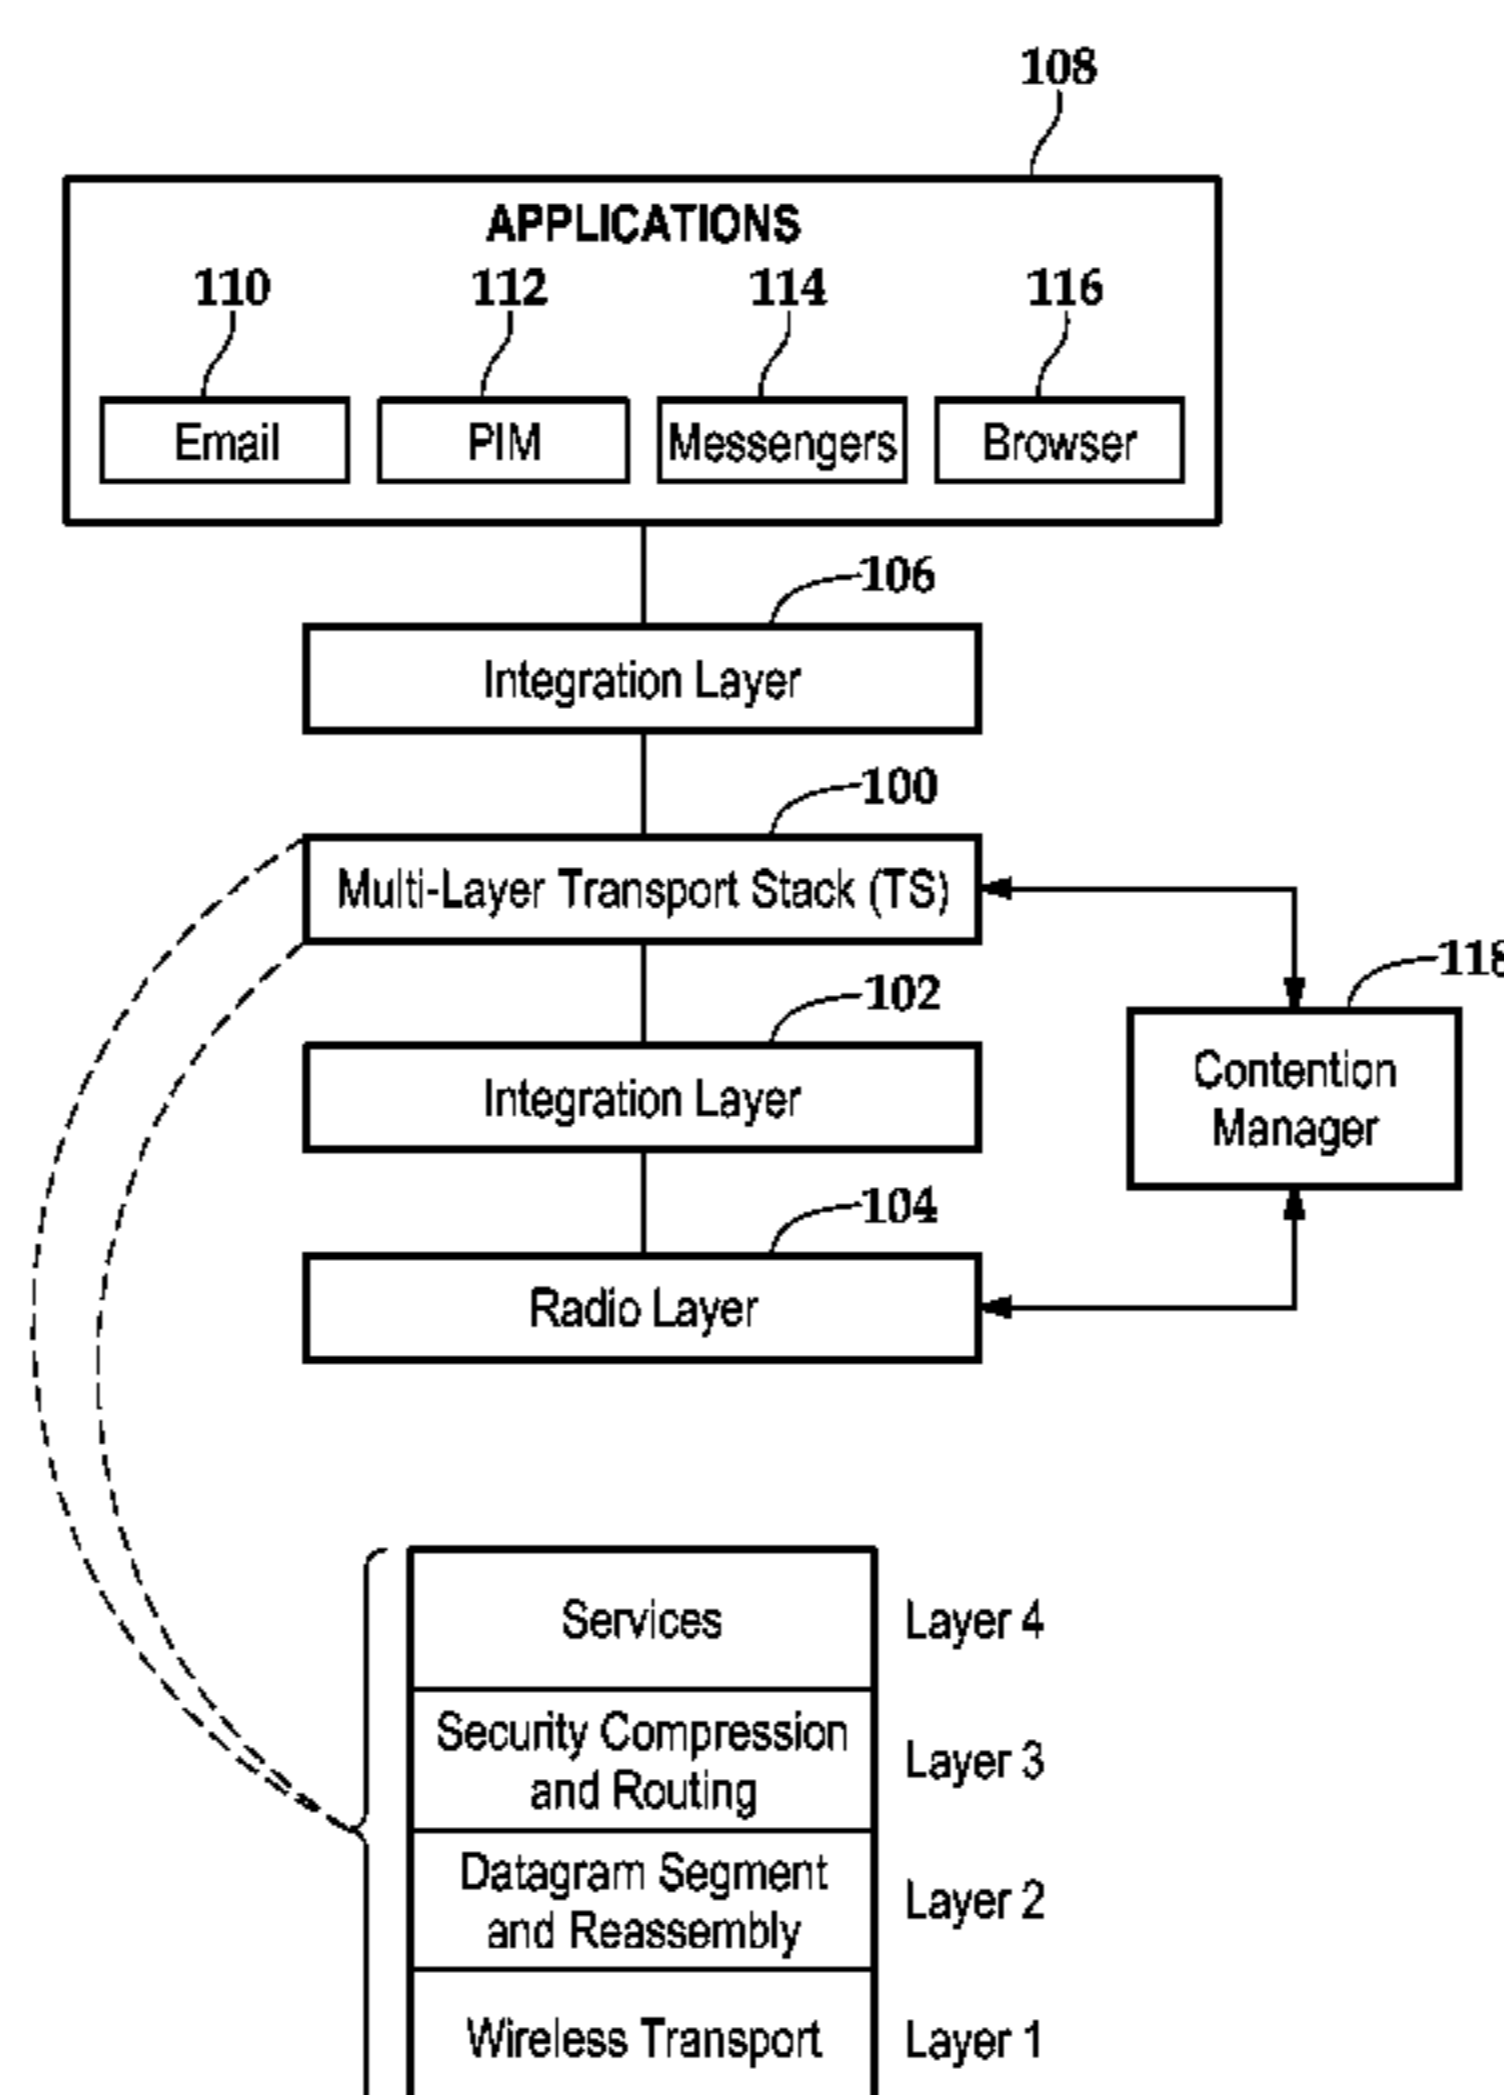 108
APPLICATIONS
110 112 114 116
Email PIM Messengers Browser
106
Integration Layer
100
Multi-Layer Transport Stack (TS)
118
102
Integration Layer
Contention
Manager
104
Radio Layer
Services Layer 4
Security Compression
and Routing
Layer 3
Datagram Segment
and Reassembly
Layer 2
Wireless Transport Layer 1